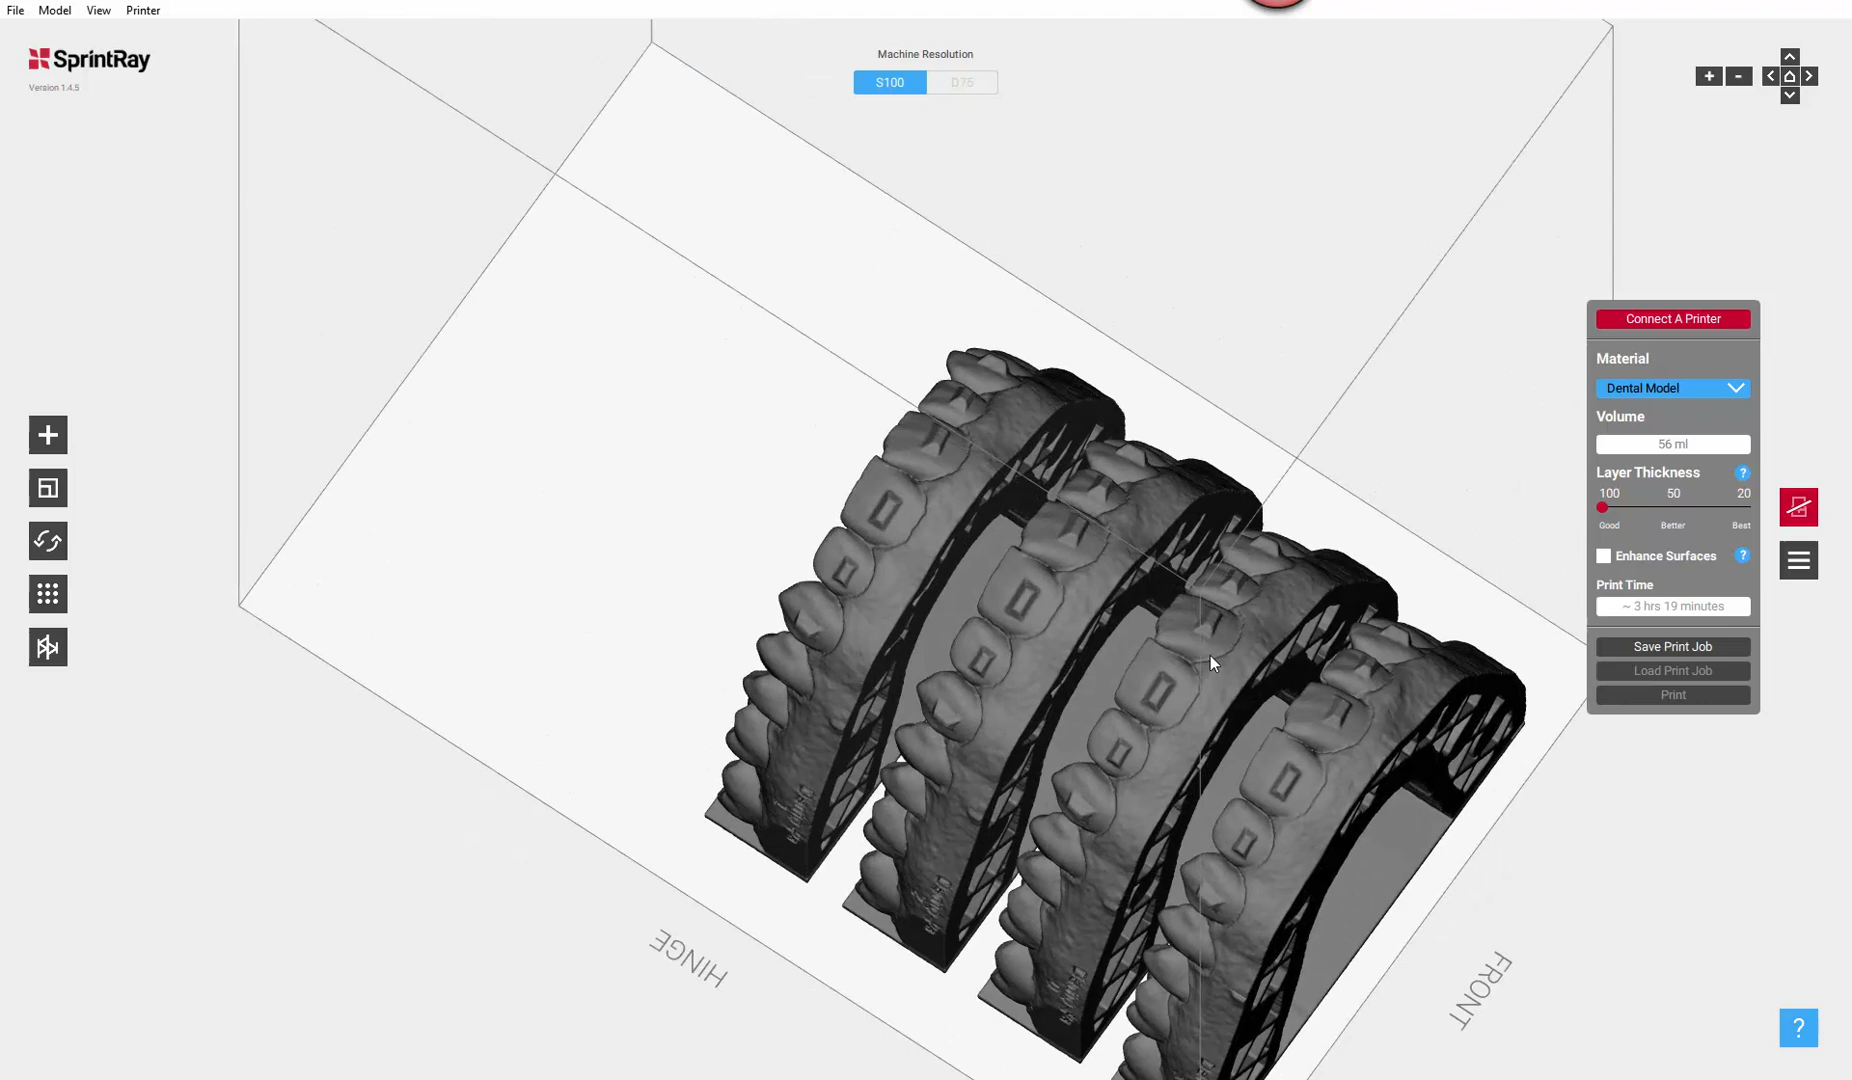 File Model View Printer
SprintRay
Version 1.4.5
Machine Resolution
S100 D75
+ -
Connect A Printer
Material
Dental Model
Volume
56 ml
Layer Thickness ?
100 50 20
Good Better Best
Enhance Surfaces ?
Print Time
~ 3 hrs 19 minutes
Save Print Job
Load Print Job
Print
HINGE
FRONT
?